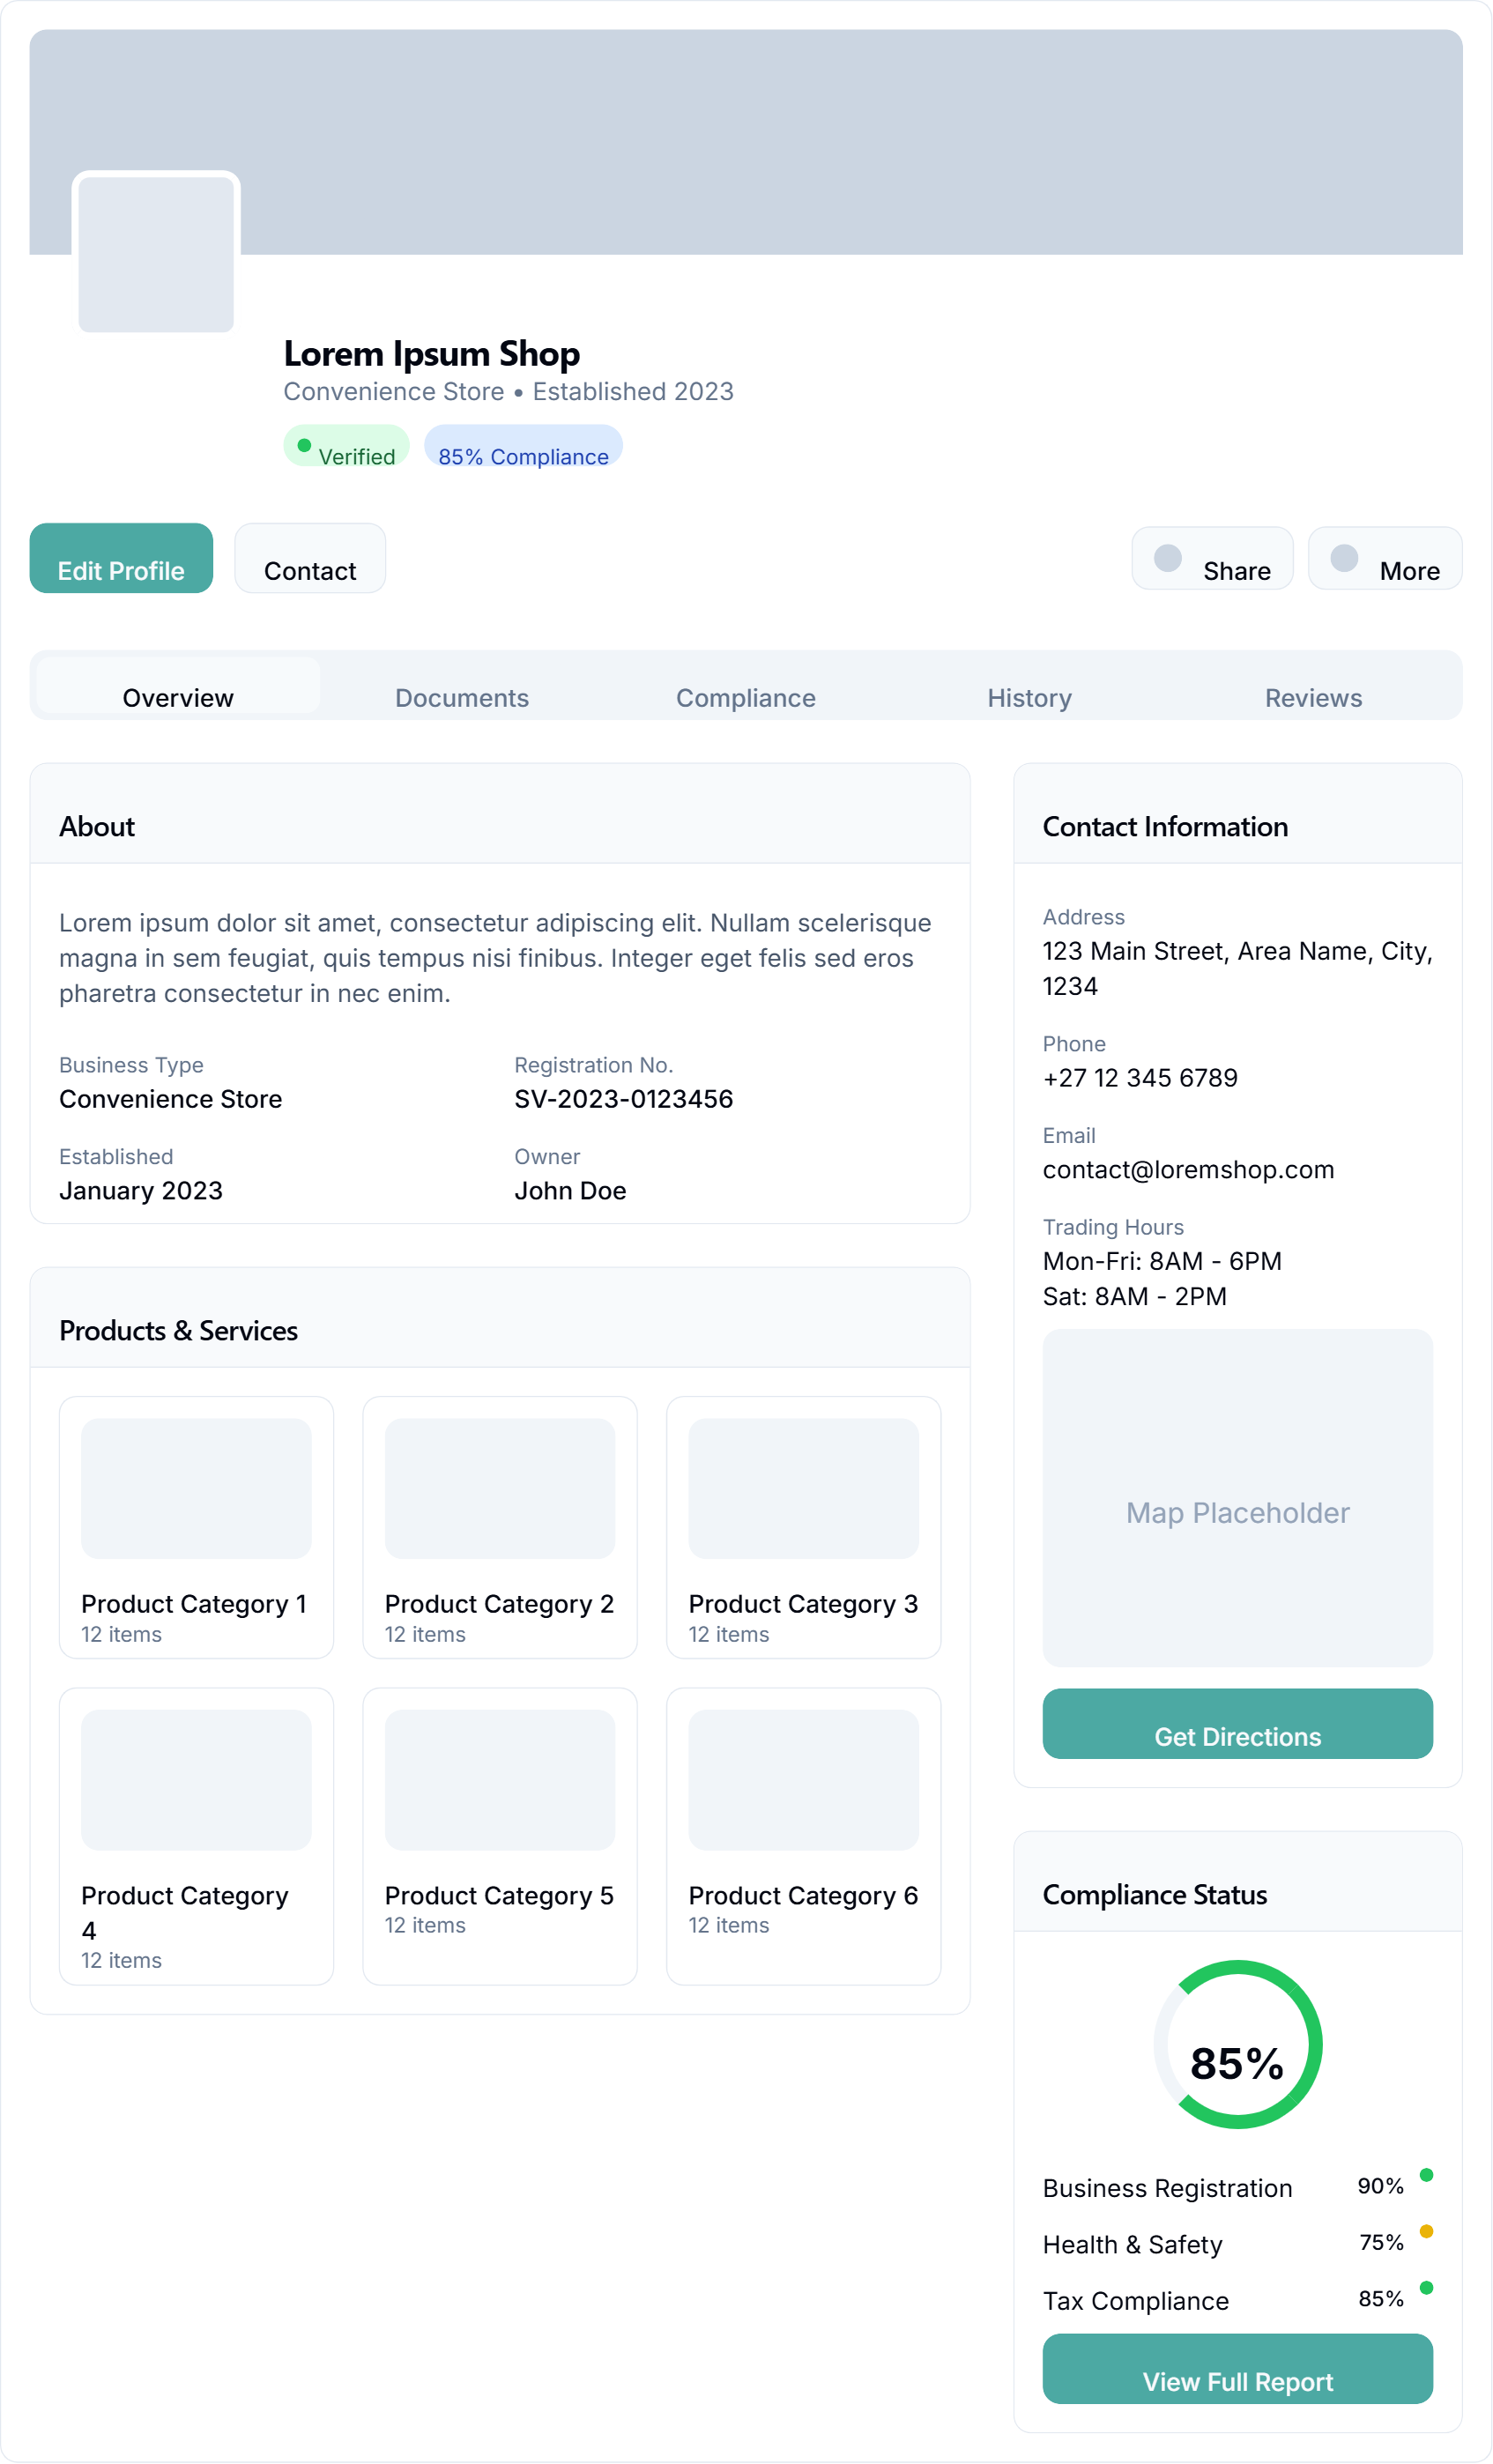 Lorem Ipsum Shop
Convenience Store • Established 2023
Verified
85% Compliance
Edit Profile
Contact
Share
More
Overview
Documents
Compliance
History
Reviews
About
Lorem ipsum dolor sit amet, consectetur adipiscing elit. Nullam scelerisque
magna in sem feugiat, quis tempus nisi finibus. Integer eget felis sed eros
pharetra consectetur in nec enim.
Business Type
Convenience Store
Registration No.
SV-2023-0123456
Established
January 2023
Owner
John Doe
Products & Services
Product Category 1
12 items
Product Category 2
12 items
Product Category 3
12 items
Product Category
4
12 items
Product Category 5
12 items
Product Category 6
12 items
Contact Information
Address
123 Main Street, Area Name, City,
1234
Phone
+27 12 345 6789
Email
contact@loremshop.com
Trading Hours
Mon-Fri: 8AM - 6PM
Sat: 8AM - 2PM
Map Placeholder
Get Directions
Compliance Status
85%
Business Registration
90%
Health & Safety
75%
Tax Compliance
85%
View Full Report